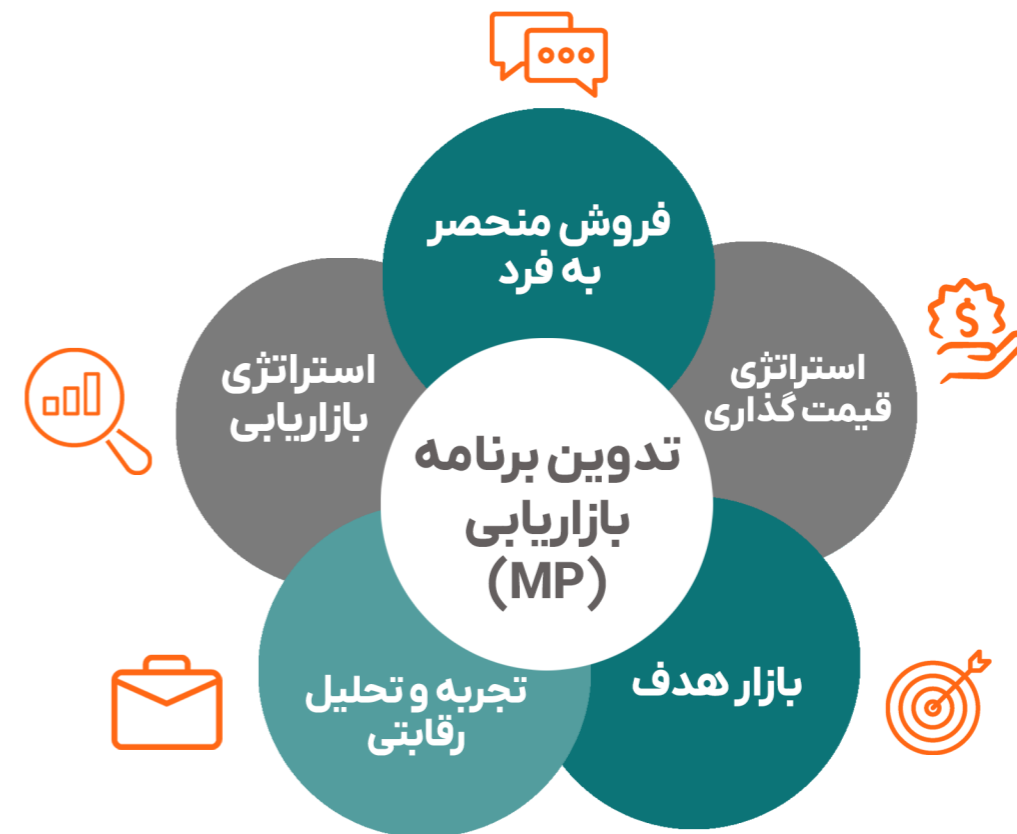 فروش منحصر
به فرد
استراتژی
قیمت گذاری
استراتژی
بازاریابی
تدوین برنامه
بازاریابی
(MP)
بازار هدف
تجربه و تحلیل
رقابتی